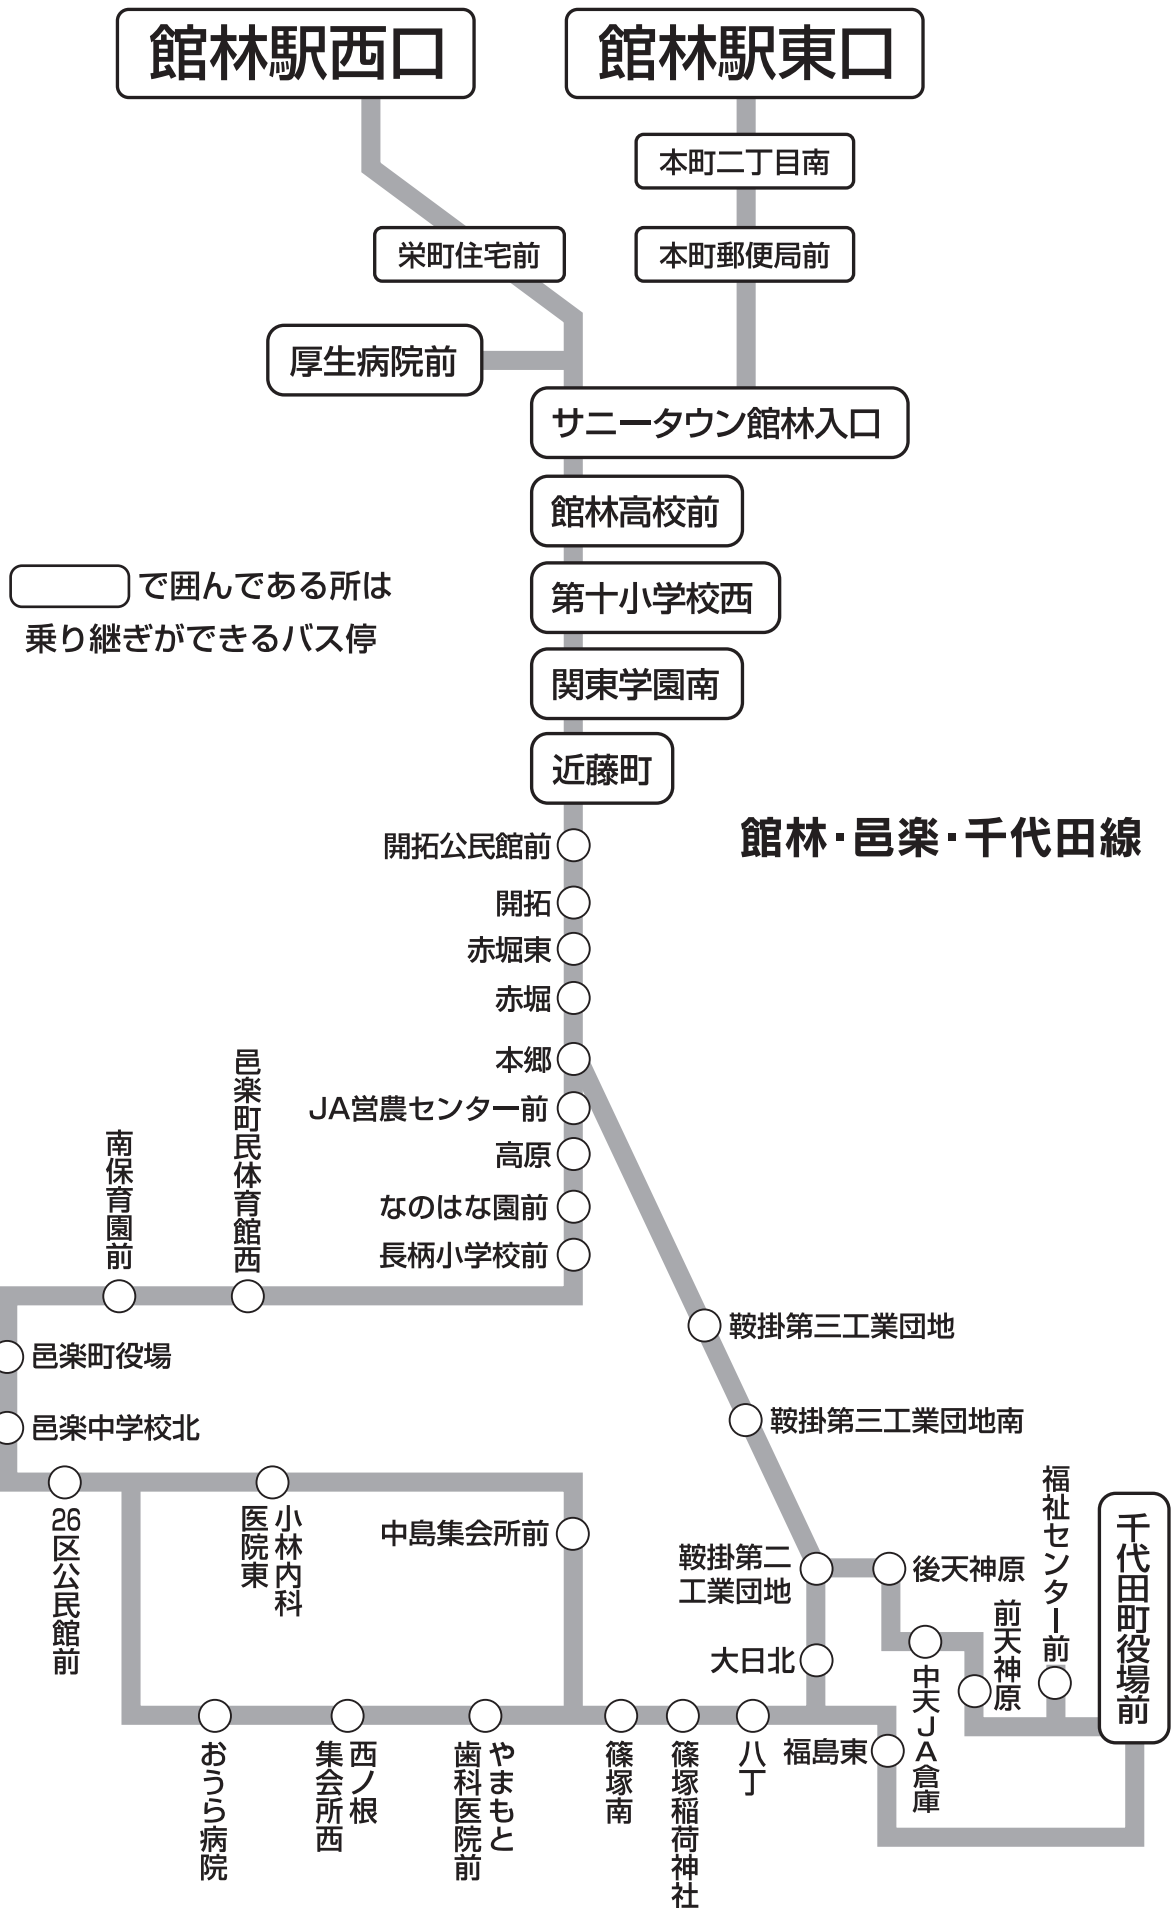 館林駅西口
館林駅東口
本町二丁目南
栄町住宅前
本町郵便局前
厚生病院前
サニータウン館林入口
館林高校前
で囲んである所は
乗り継ぎができるバス停
第十小学校西
関東学園南
近藤町
館林・邑楽・千代田線
開拓公民館前
開拓
赤堀東
赤堀
本郷
JA営農センター前
高原
なのはな園前
長柄小学校前
邑楽町民体育館西
南保育園前
邑楽町役場
邑楽中学校北
26区公民館前
小林内科
医院東
中島集会所前
鞍掛第三工業団地
鞍掛第三工業団地南
鞍掛第二
工業団地
後天神原
福祉センター前
千代田町役場前
前天神原
中天JA倉庫
大日北
福島東
八丁
篠塚稲荷神社
篠塚南
やまもと
歯科医院前
西ノ根
集会所西
おうら病院